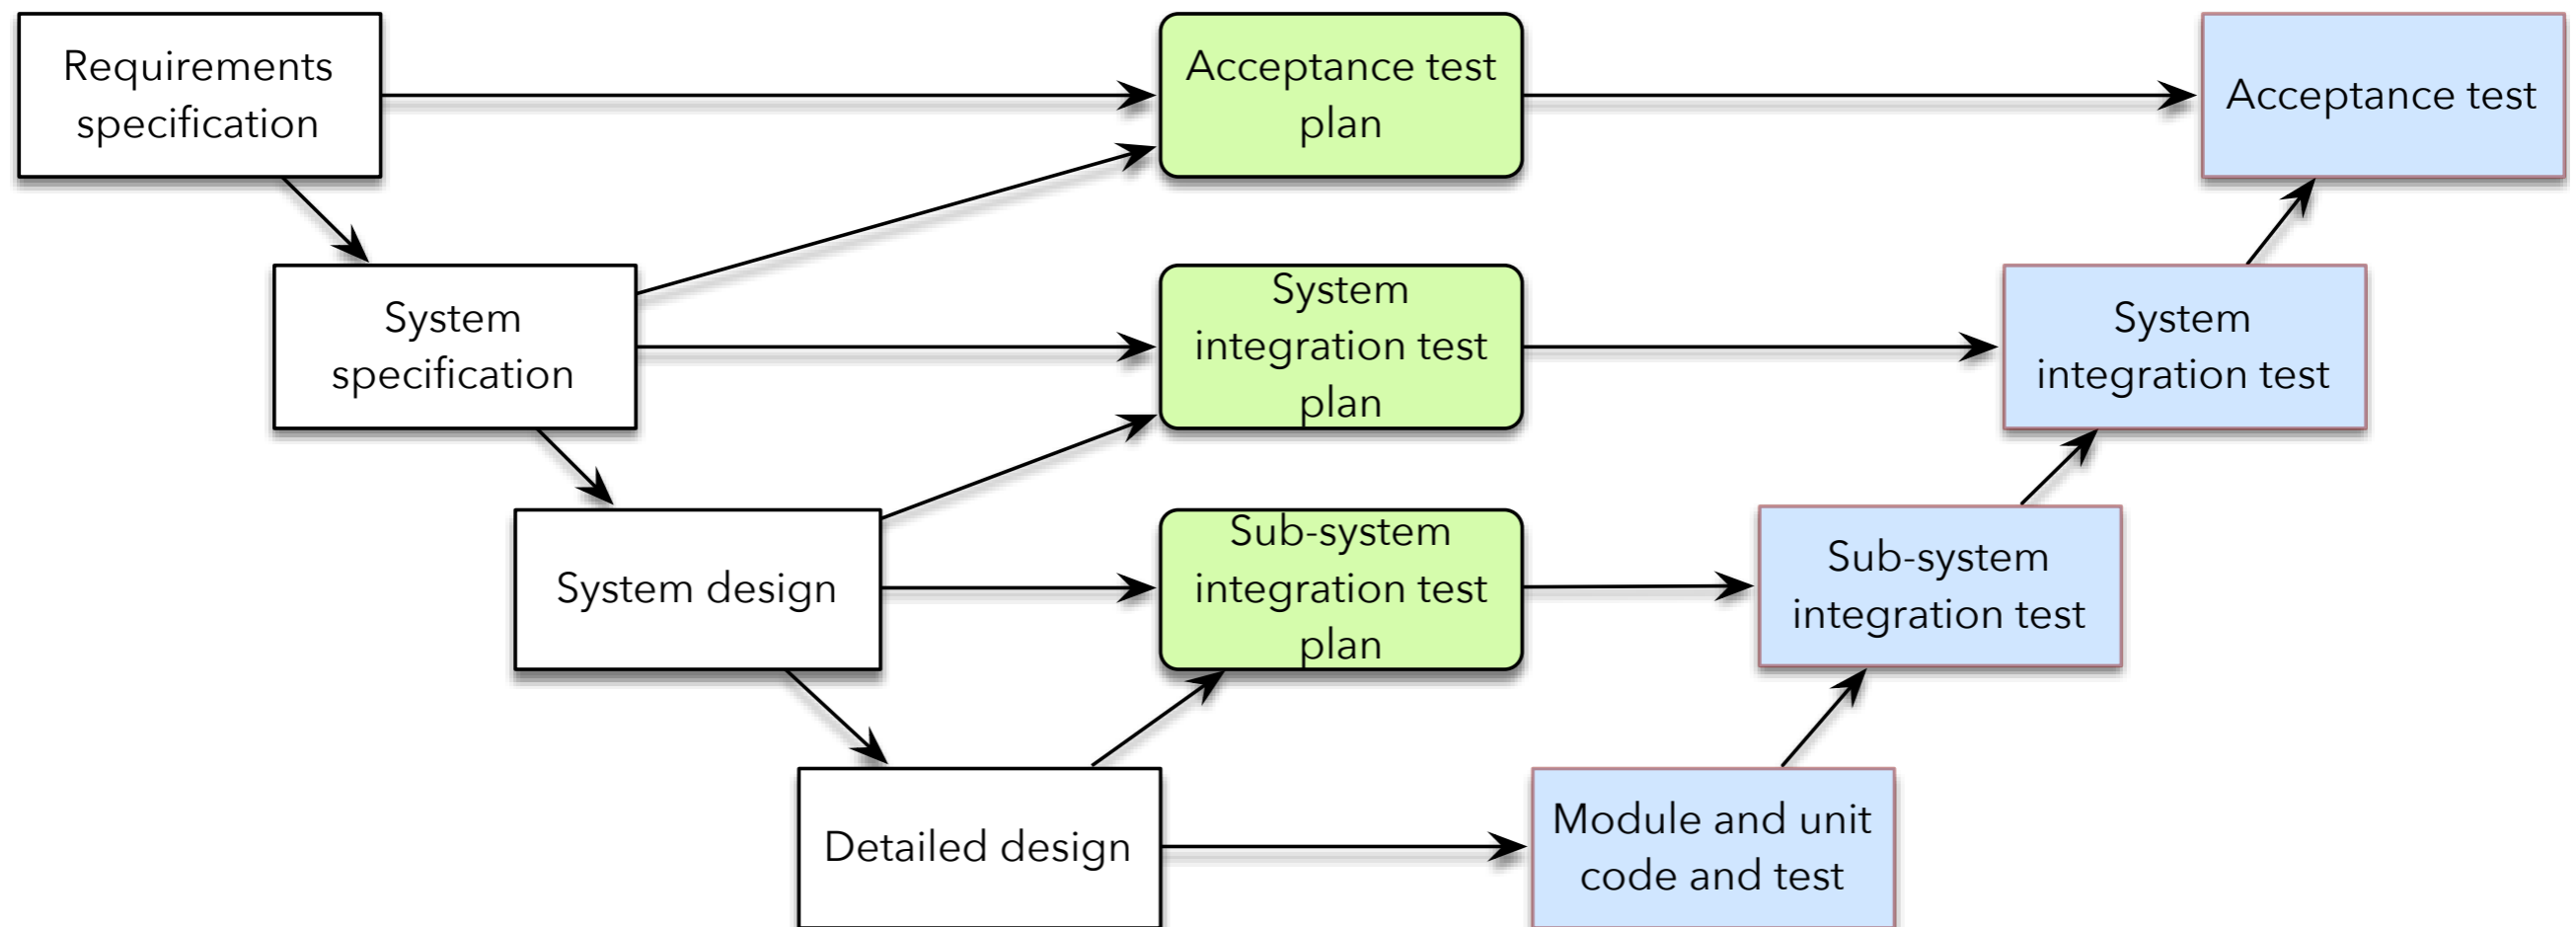 Requirements
specification
Acceptance test
plan
Acceptance test
System
specification
System
integration test
plan
System
integration test
System design
Sub-system
integration test
plan
Sub-system
integration test
Detailed design
Module and unit
code and test